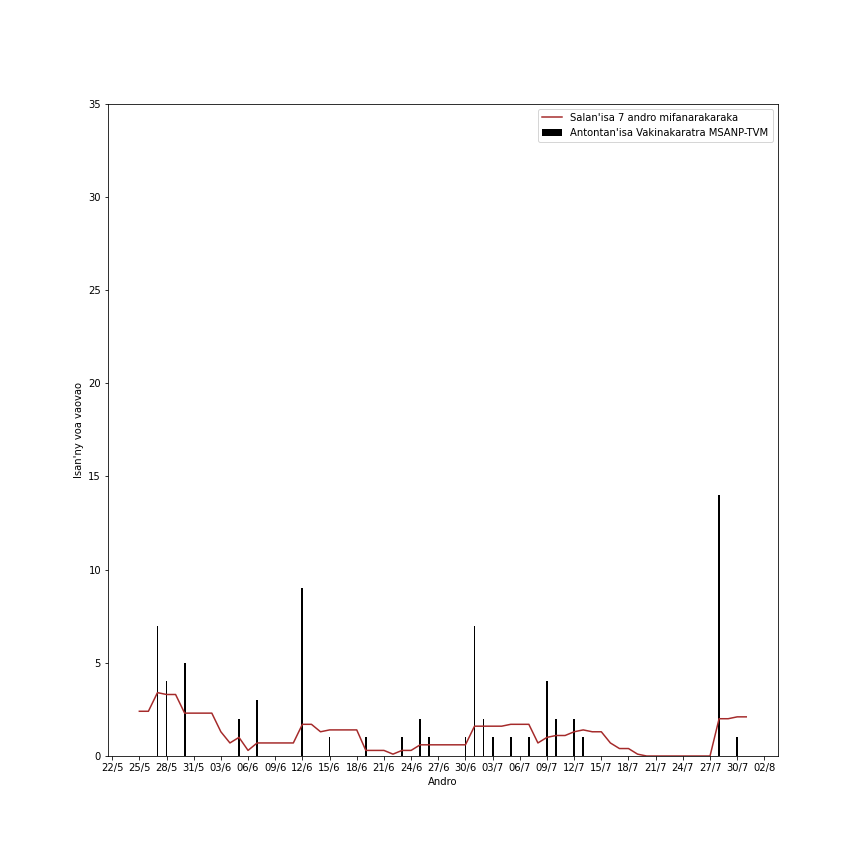 Salan'isa 7 andro mifanarakaraka
Antontan'isa Vakinakaratra MSANP-TVM
35
30
25
20
15
10
5
0
Isan'ny voa vaovao
22/5 25/5 28/5 31/5 03/6 06/6 09/6 12/6 15/6 18/6 21/6 24/6 27/6 30/6 03/7 06/7 09/7 12/7 15/7 18/7 21/7 24/7 27/7 30/7 02/8
Andro